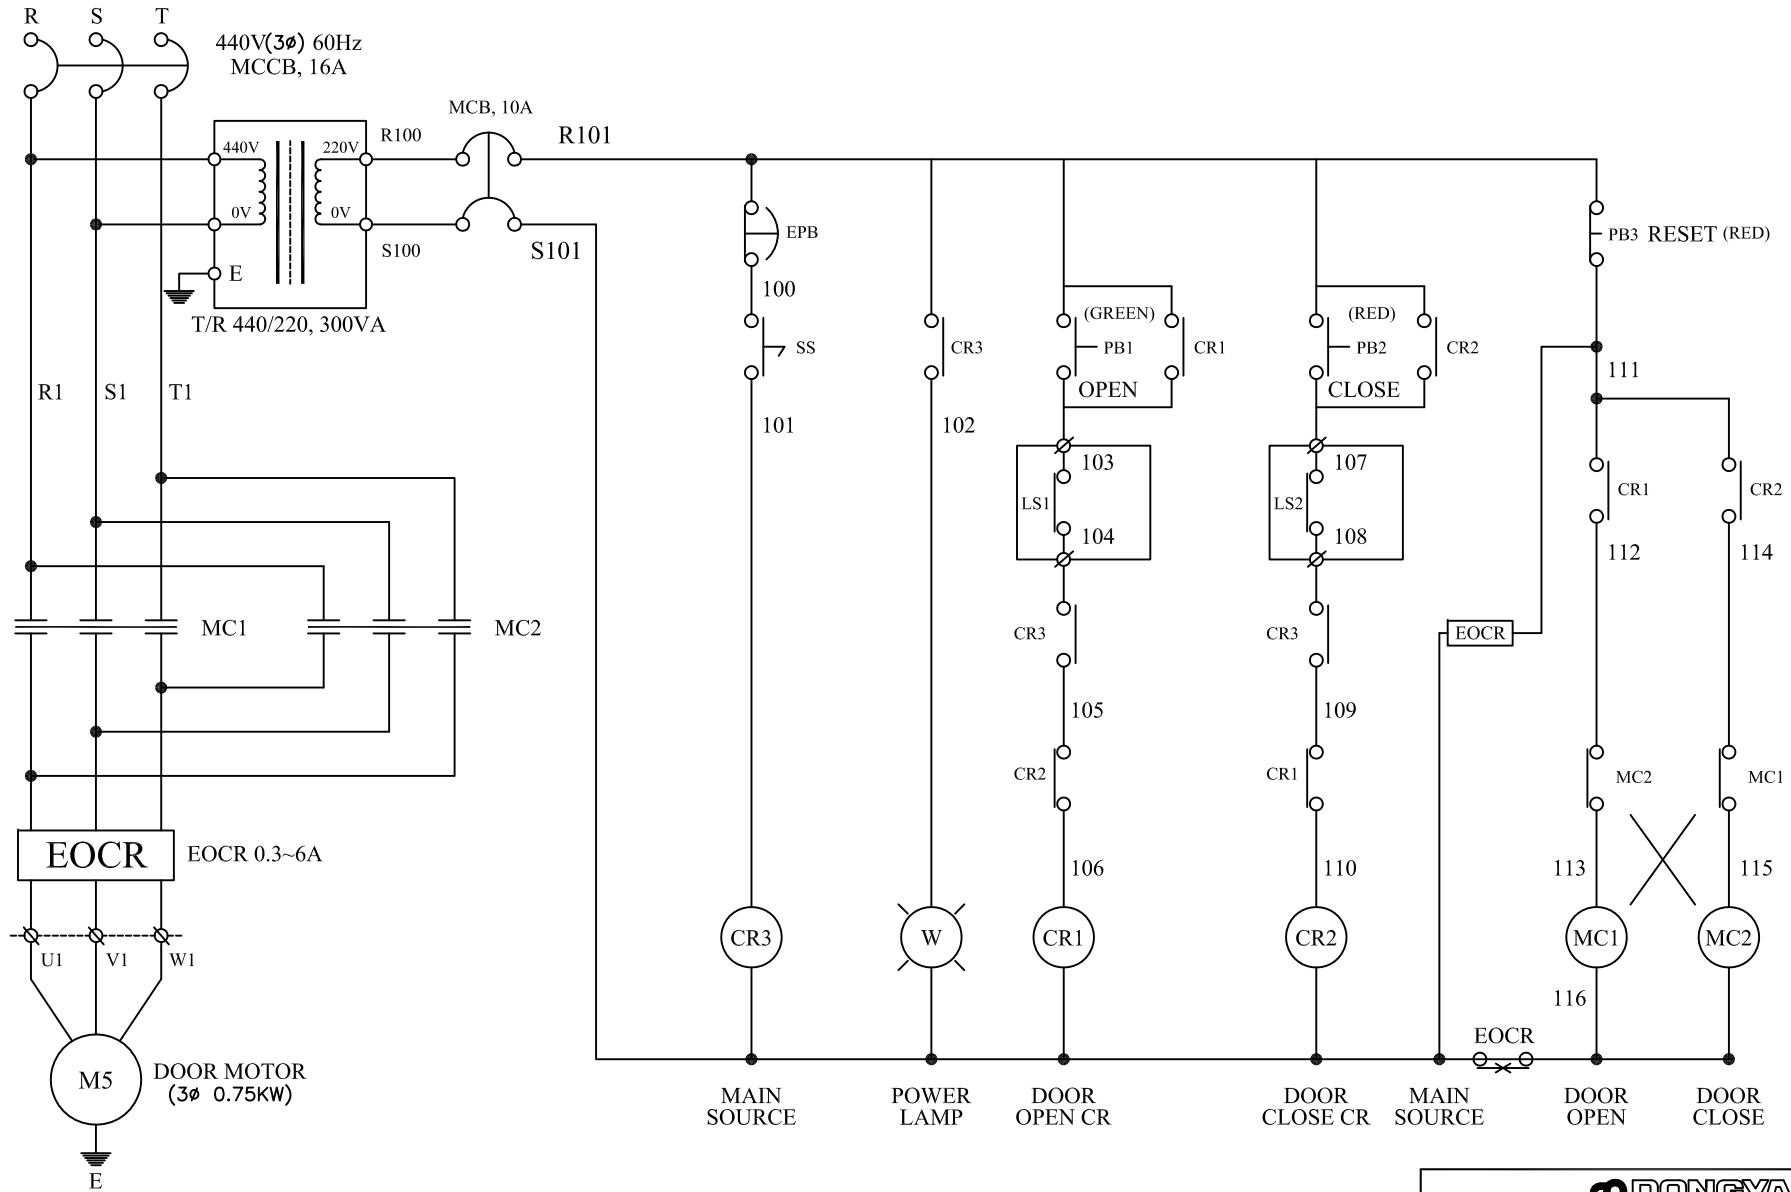 R S T
440V(3ø) 60Hz
MCCB, 16A
MCB, 10A
R100
R101
440V 220V
0V 0V
S100
S101
E
T/R 440/220, 300VA
R1 S1 T1
EPB
100
SS
101
CR3
102
(GREEN)
PB1
CR1
OPEN
(RED)
PB2
CR2
CLOSE
PB3 RESET (RED)
111
103
LS1
104
107
LS2
108
CR1
CR2
112
114
MC1
MC2
CR3
CR3
EOCR
105
109
CR2
CR1
MC2
MC1
EOCR
EOCR 0.3~6A
106
110
113
115
CR3
W
CR1
CR2
MC1
MC2
116
U1 V1 W1
EOCR
M5
DOOR MOTOR
(3ø 0.75KW)
E
MAIN
SOURCE
POWER
LAMP
DOOR
OPEN CR
DOOR
CLOSE CR
MAIN
SOURCE
DOOR
OPEN
DOOR
CLOSE